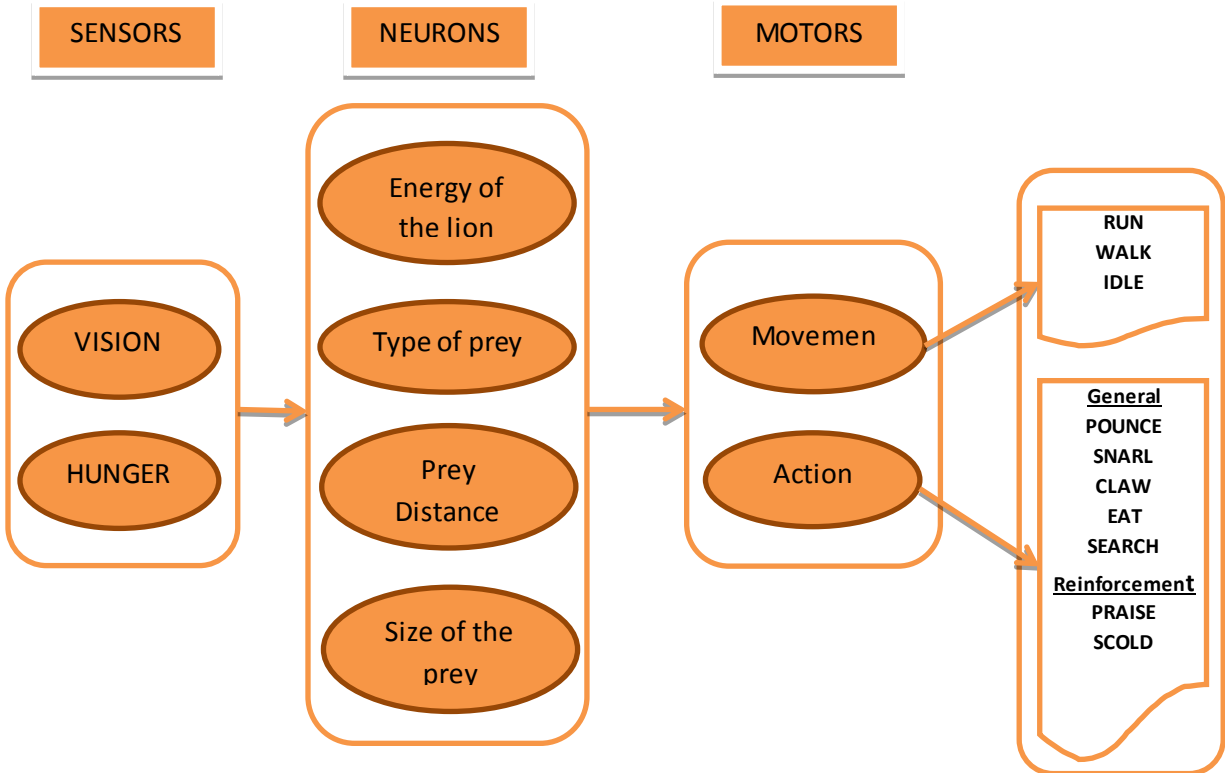 SENSORS
NEURONS
MOTORS
VISION
HUNGER
Energy of
the lion
Type of prey
Prey
Distance
Size of the
prey
Movemen
Action
RUN
WALK
IDLE
General
POUNCE
SNARL
CLAW
EAT
SEARCH
Reinforcement
PRAISE
SCOLD